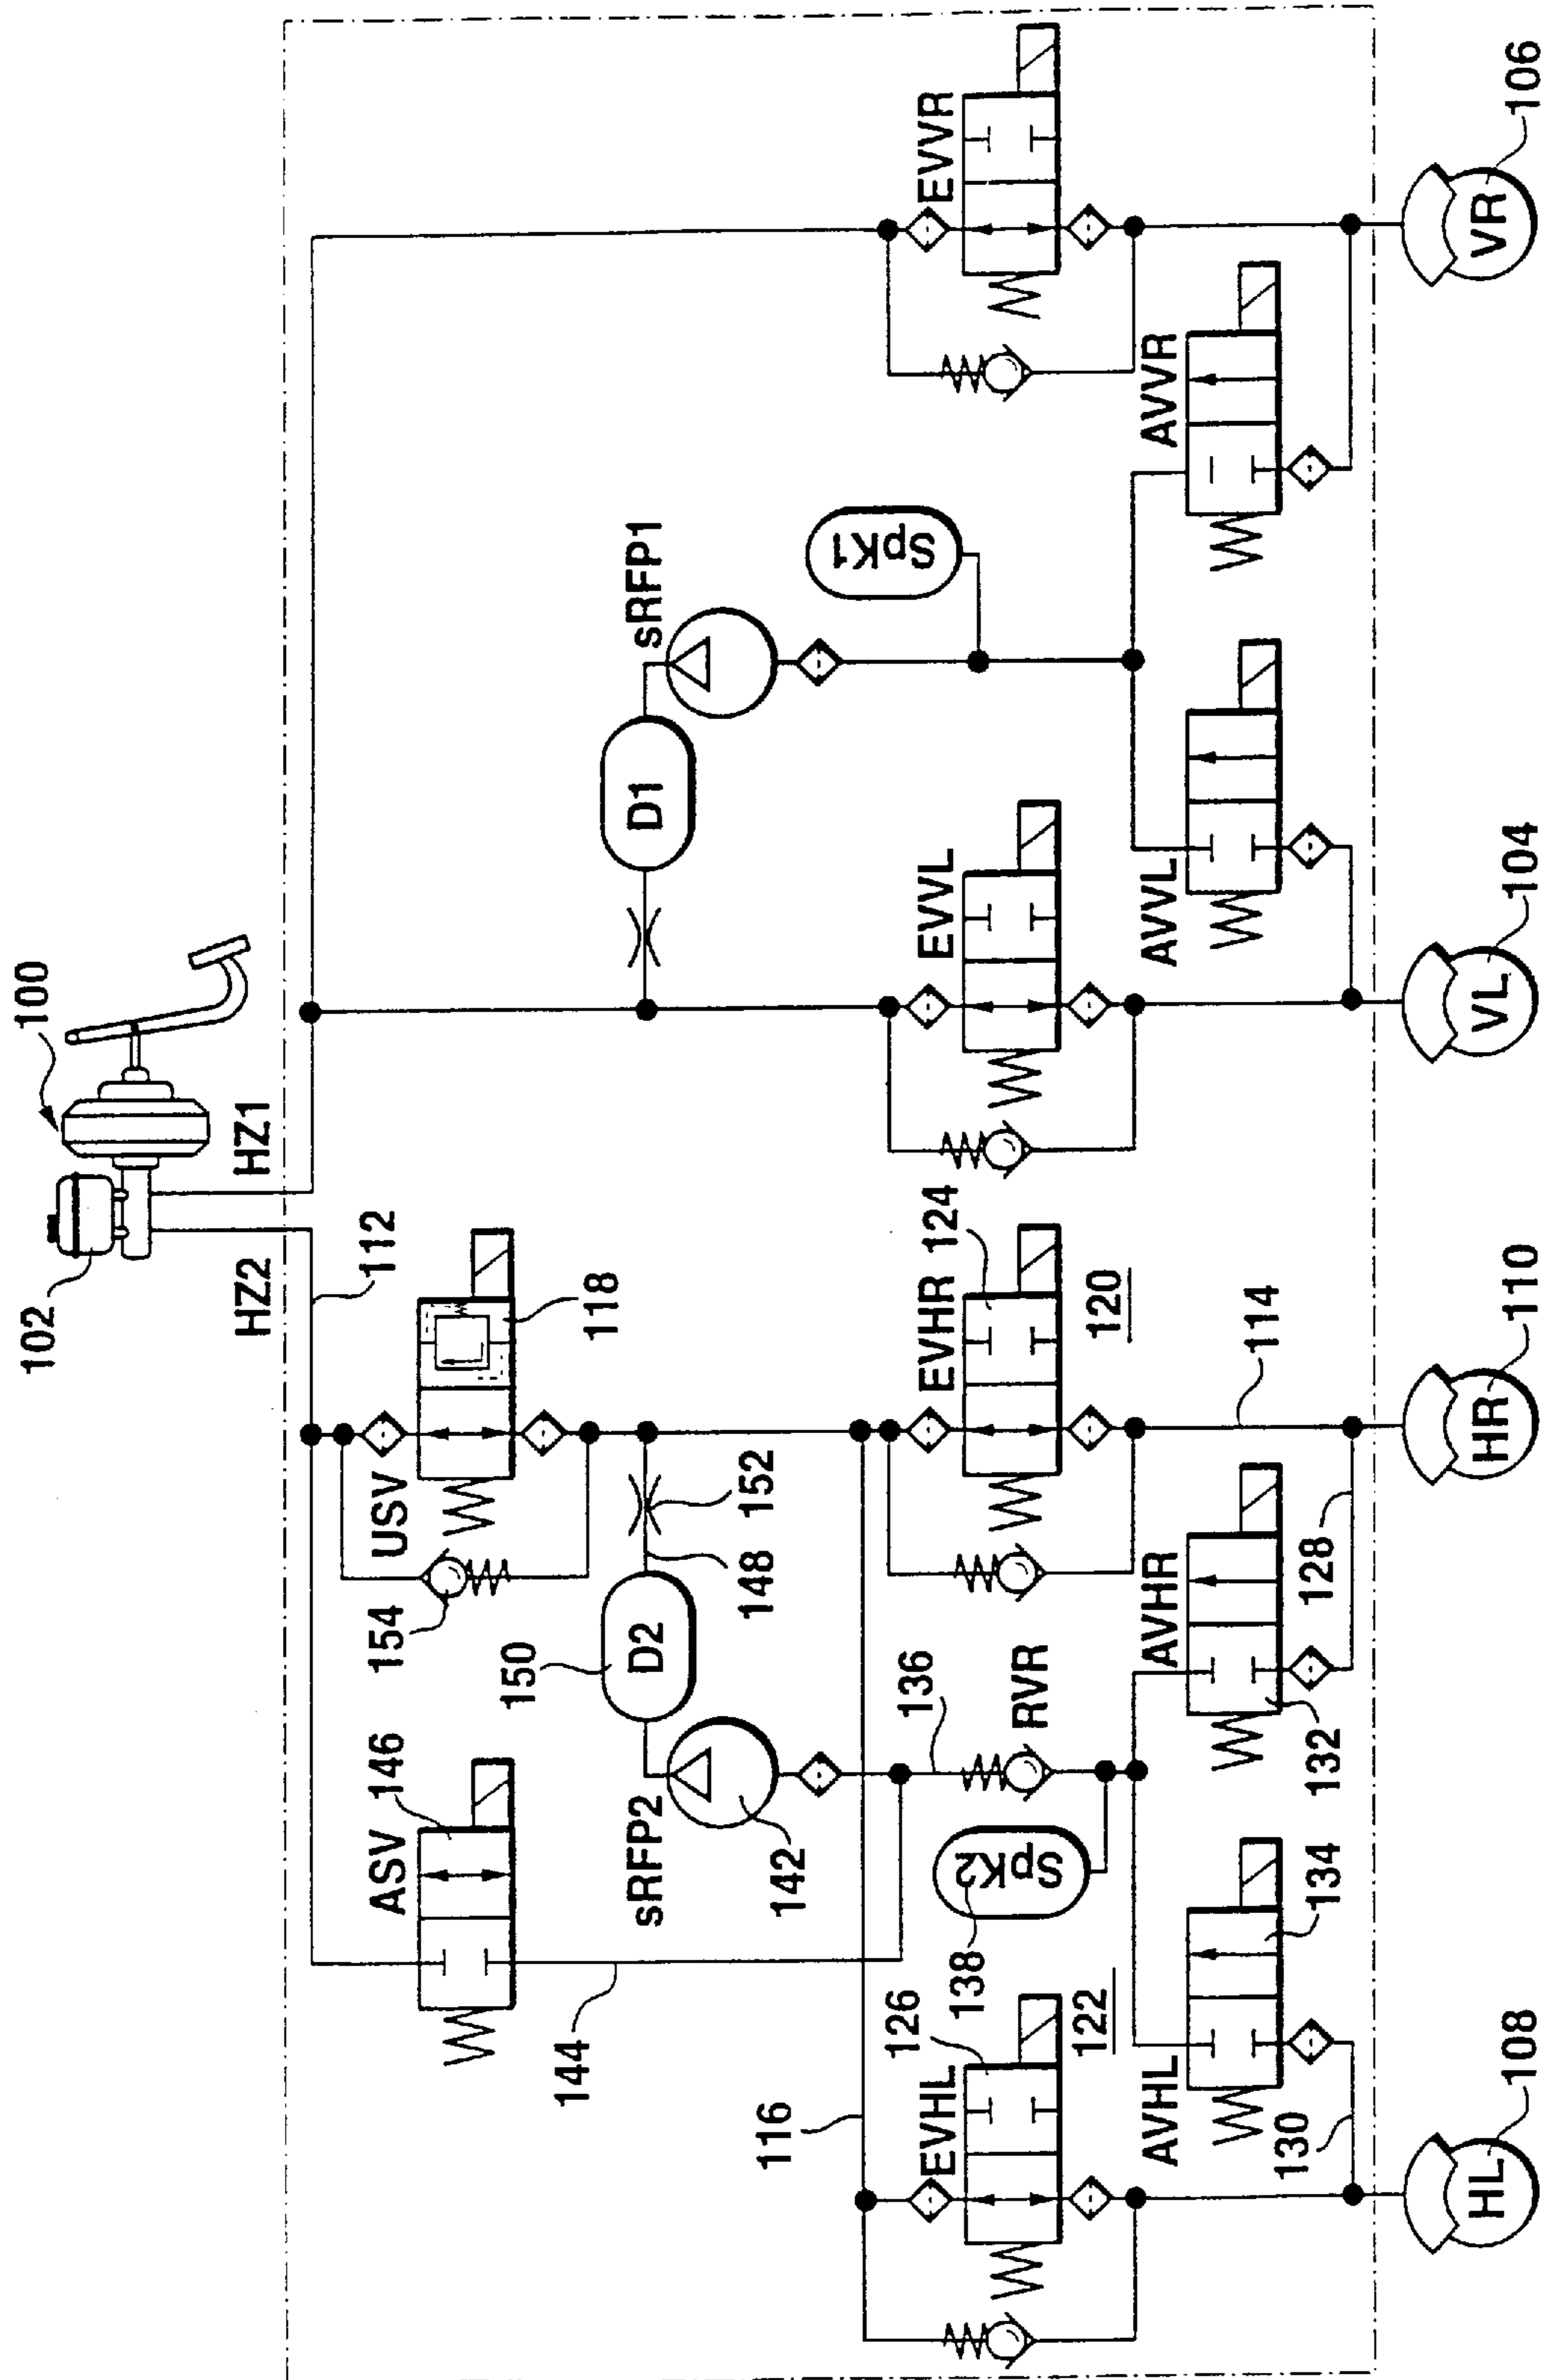 100
102
HZ2
HZ1
112
ASV
146
USV
118
154
150
D2
148
152
sRFP2
142
144
D1
sRFP1
SpK1
136
RVR
SpK2
138
116
EVHL
126
122
EVHR
124
120
EVVL
EVVR
AVHL
134
130
AVHR
132
128
114
AVVL
AVVR
HL
108
HR
110
VL
104
VR
106